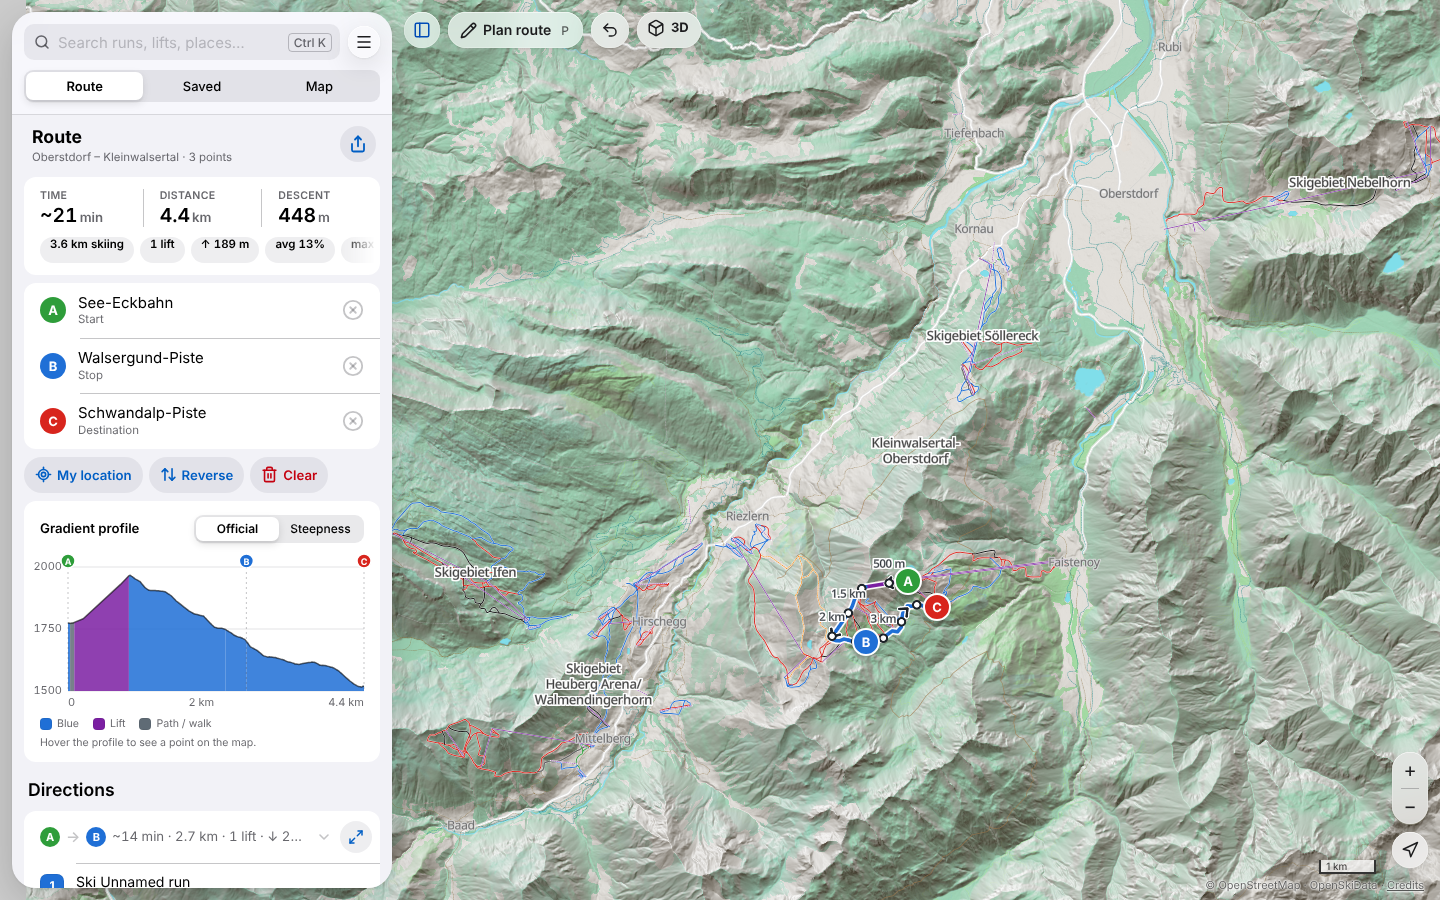 Search runs, lifts, places...
Ctrl K
Plan route P
3D
Route
Saved
Map
Route
Oberstdorf – Kleinwalsertal · 3 points
TIME
DISTANCE
DESCENT
~21 min
4.4 km
448 m
3.6 km skiing
1 lift
↑ 189 m
avg 13%
max
A
See-Eckbahn
Start
B
Walsergund-Piste
Stop
C
Schwandalp-Piste
Destination
My location
Reverse
Clear
Gradient profile
Official
Steepness
A
B
C
2000
1750
1500
0
2 km
4.4 km
Blue
Lift
Path / walk
Hover the profile to see a point on the map.
Directions
A → B ~14 min · 2.7 km · 1 lift · ↓ 2...
1
Ski Unnamed run
Rubi
Tiefenbach
Skigebiet Nebelhorn
Oberstdorf
Kornau
Skigebiet Söllereck
Kleinwalsertal-
Oberstdorf
Riezlern
500 m
Faistenoy
Skigebiet Ifen
A
1.5 km
C
2 km
3 km
Hirschegg
B
Skigebiet
Heuberg Arena/
Walmendingerhorn
Mittelberg
Baad
+
−
1 km
© OpenStreetMap · OpenSkiData · Credits